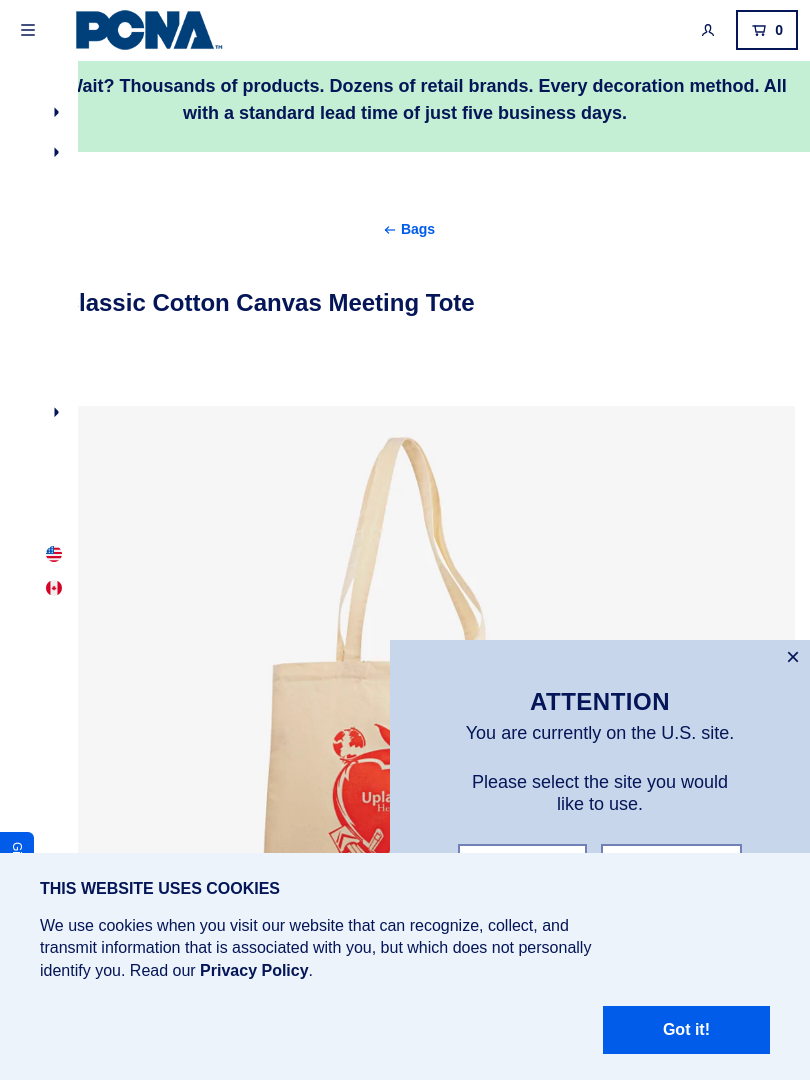 PCNA™
0
Wait? Thousands of products. Dozens of retail brands. Every decoration method. All
with a standard lead time of just five business days.
Bags
lassic Cotton Canvas Meeting Tote
ATTENTION
You are currently on the U.S. site.
Please select the site you would
like to use.
THIS WEBSITE USES COOKIES
We use cookies when you visit our website that can recognize, collect, and
transmit information that is associated with you, but which does not personally
identify you. Read our Privacy Policy.
Got it!